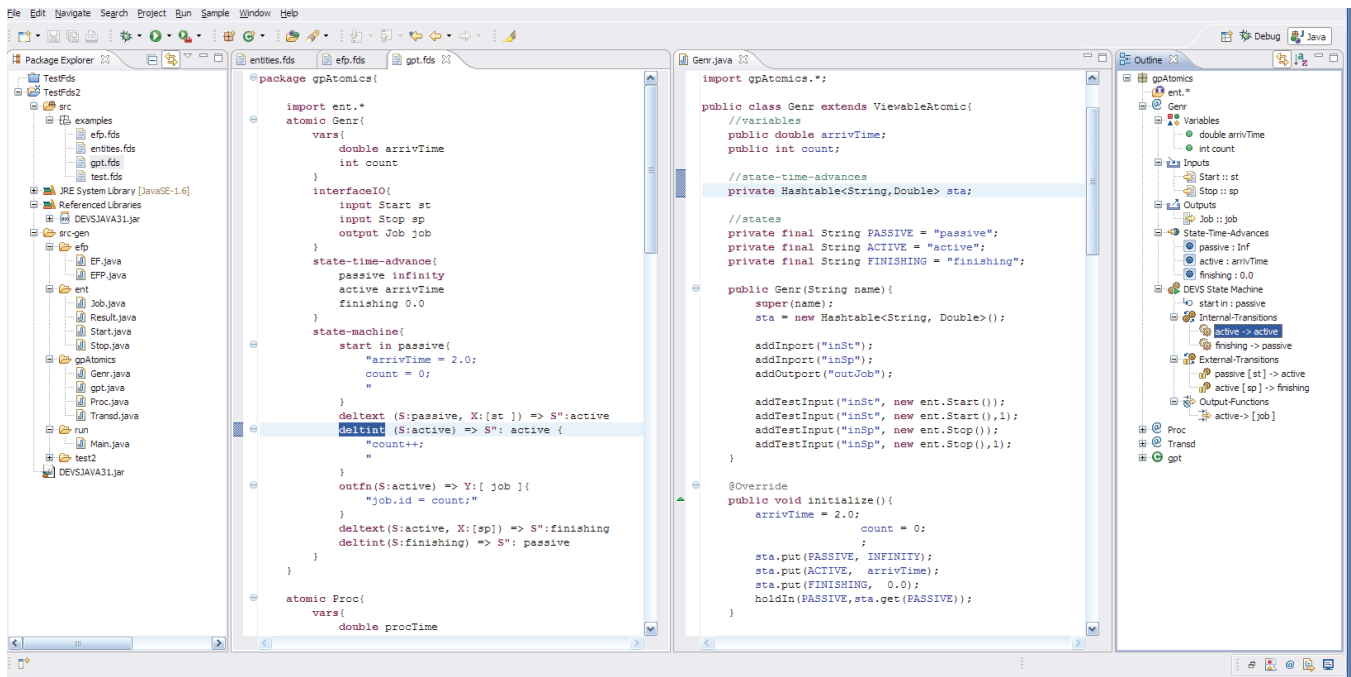 File Edit Navigate Search Project Run Sample Window Help
Debug Java
Package Explorer
TestFds
TestFds2
src
examples
efp.fds
entities.fds
gpt.fds
test.fds
JRE System Library [JavaSE-1.6]
Referenced Libraries
DEVSJAVA31.jar
src-gen
efp
EF.java
EFP.java
ent
Job.java
Result.java
Start.java
Stop.java
gpAtomics
Genr.java
gpt.java
Proc.java
Transd.java
run
Main.java
test2
DEVSJAVA31.jar
entities.fds efp.fds gpt.fds
package gpAtomics{
import ent.*
atomic Genr{
vars{
double arrivTime
int count
}
interfaceIO{
input Start st
input Stop sp
output Job job
}
state-time-advance{
passive infinity
active arrivTime
finishing 0.0
}
state-machine{
start in passive{
"arrivTime = 2.0;
count = 0;
"
}
deltext (S:passive, X:[st ]) => S":active
deltint (S:active) => S": active {
"count++;
"
}
outfn(S:active) => Y:[ job ]{
"job.id = count;"
}
deltext(S:active, X:[sp]) => S":finishing
deltint(S:finishing) => S": passive
}
}
atomic Proc{
vars{
double procTime
Genr.java
import gpAtomics.*;
public class Genr extends ViewableAtomic{
//variables
public double arrivTime;
public int count;
//state-time-advances
private Hashtable<String,Double> sta;
//states
private final String PASSIVE = "passive";
private final String ACTIVE = "active";
private final String FINISHING = "finishing";
public Genr(String name){
super(name);
sta = new Hashtable<String, Double>();
addInport("inSt");
addInport("inSp");
addOutport("outJob");
addTestInput("inSt", new ent.Start());
addTestInput("inSt", new ent.Start(),1);
addTestInput("inSp", new ent.Stop());
addTestInput("inSp", new ent.Stop(),1);
}
@Override
public void initialize(){
arrivTime = 2.0;
count = 0;
;
sta.put(PASSIVE, INFINITY);
sta.put(ACTIVE, arrivTime);
sta.put(FINISHING, 0.0);
holdIn(PASSIVE,sta.get(PASSIVE));
}
Outline
gpAtomics
ent.*
Genr
Variables
double arrivTime
int count
Inputs
Start :: st
Stop :: sp
Outputs
Job :: job
State-Time-Advances
passive : Inf
active : arrivTime
finishing : 0.0
DEVS State Machine
start in : passive
Internal-Transitions
active -> active
finishing -> passive
External-Transitions
passive [ st ] -> active
active [ sp ] -> finishing
Output-Functions
active-> [ job ]
Proc
Transd
gpt